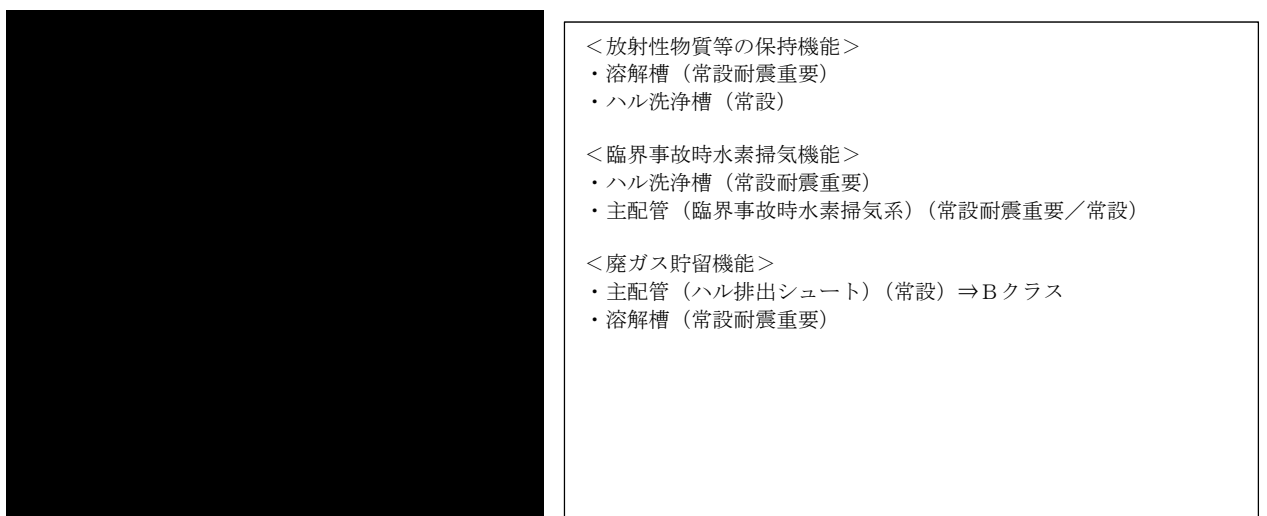 ＜放射性物質等の保持機能＞
・溶解槽（常設耐震重要）
・ハル洗浄槽（常設）
＜臨界事故時水素掃気機能＞
・ハル洗浄槽（常設耐震重要）
・主配管（臨界事故時水素掃気系）（常設耐震重要／常設）
＜廃ガス貯留機能＞
・主配管（ハル排出シュート）（常設）⇒Ｂクラス
・溶解槽（常設耐震重要）